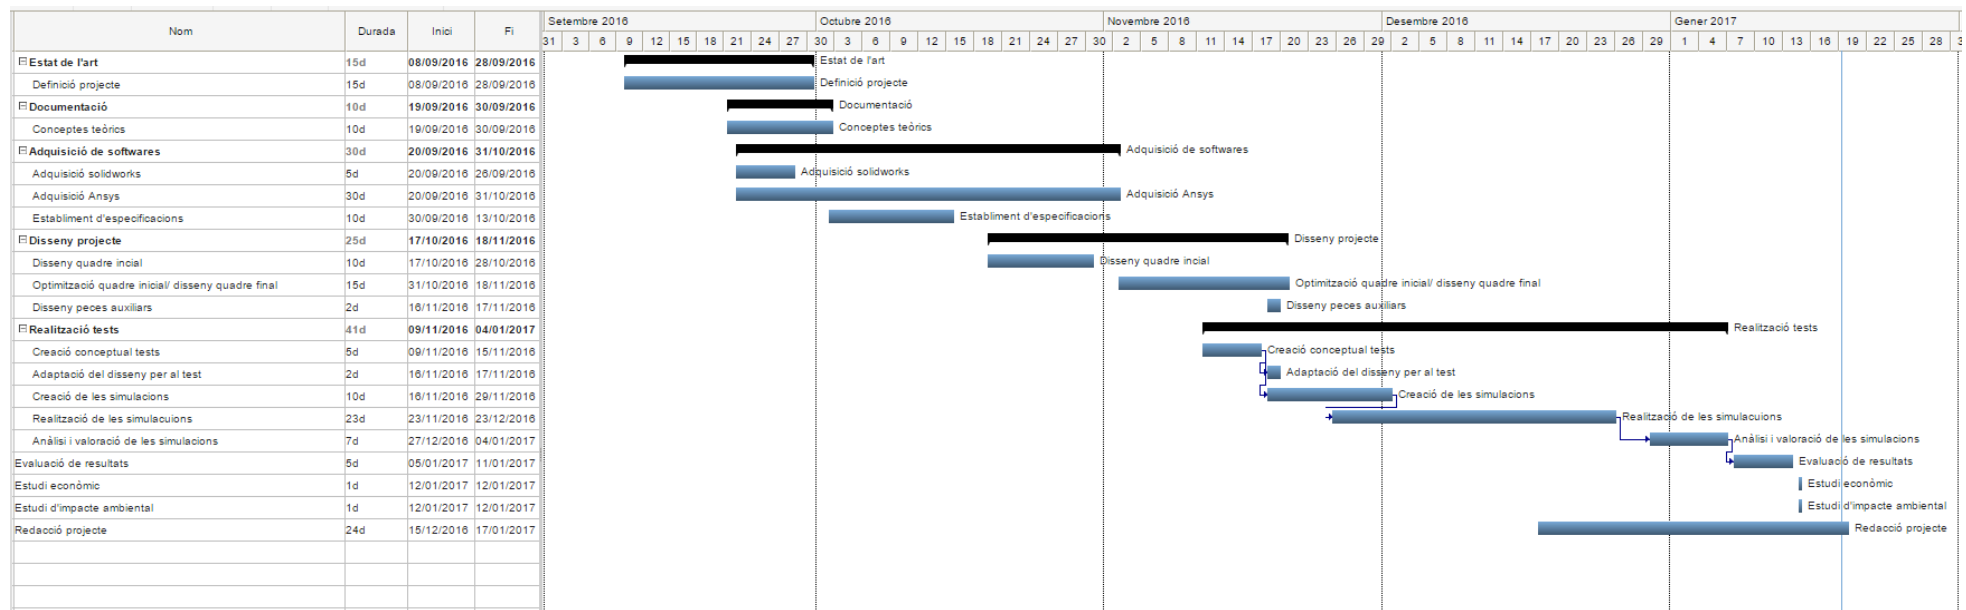 Nom Durada Inici Fi Setembre 2016 Octubre 2016 Novembre 2016 Desembre 2016 Gener 2017
31 3 6 9 12 15 18 21 24 27 30 3 6 9 12 15 18 21 24 27 30 2 5 8 11 14 17 20 23 26 29 2 5 8 11 14 17 20 23 26 29 1 4 7 10 13 16 19 22 25 28 3
Estat de l'art 15d 08/09/2016 28/09/2016 Estat de l'art
Definició projecte 15d 08/09/2016 28/09/2016 Definició projecte
Documentació 10d 19/09/2016 30/09/2016 Documentació
Conceptes teòrics 10d 19/09/2016 30/09/2016 Conceptes teòrics
Adquisició de softwares 30d 20/09/2016 31/10/2016 Adquisició de softwares
Adquisició solidworks 5d 20/09/2016 26/09/2016 Adquisició solidworks
Adquisició Ansys 30d 20/09/2016 31/10/2016 Adquisició Ansys
Establiment d'especificacions 10d 30/09/2016 13/10/2016 Establiment d'especificacions
Disseny projecte 25d 17/10/2016 18/11/2016 Disseny projecte
Disseny quadre incial 10d 17/10/2016 28/10/2016 Disseny quadre incial
Optimització quadre inicial/ disseny quadre final 15d 31/10/2016 18/11/2016 Optimització quadre inicial/ disseny quadre final
Disseny peces auxiliars 2d 16/11/2016 17/11/2016 Disseny peces auxiliars
Realització tests 41d 09/11/2016 04/01/2017 Realització tests
Creació conceptual tests 5d 09/11/2016 15/11/2016 Creació conceptual tests
Adaptació del disseny per al test 2d 16/11/2016 17/11/2016 Adaptació del disseny per al test
Creació de les simulacions 10d 16/11/2016 29/11/2016 Creació de les simulacions
Realització de les simulacuions 23d 23/11/2016 23/12/2016 Realització de les simulacuions
Anàlisi i valoració de les simulacions 7d 27/12/2016 04/01/2017 Anàlisi i valoració de les simulacions
Evaluació de resultats 5d 05/01/2017 11/01/2017 Evaluació de resultats
Estudi econòmic 1d 12/01/2017 12/01/2017 Estudi econòmic
Estudi d'impacte ambiental 1d 12/01/2017 12/01/2017 Estudi d'impacte ambiental
Redacció projecte 24d 15/12/2016 17/01/2017 Redacció projecte